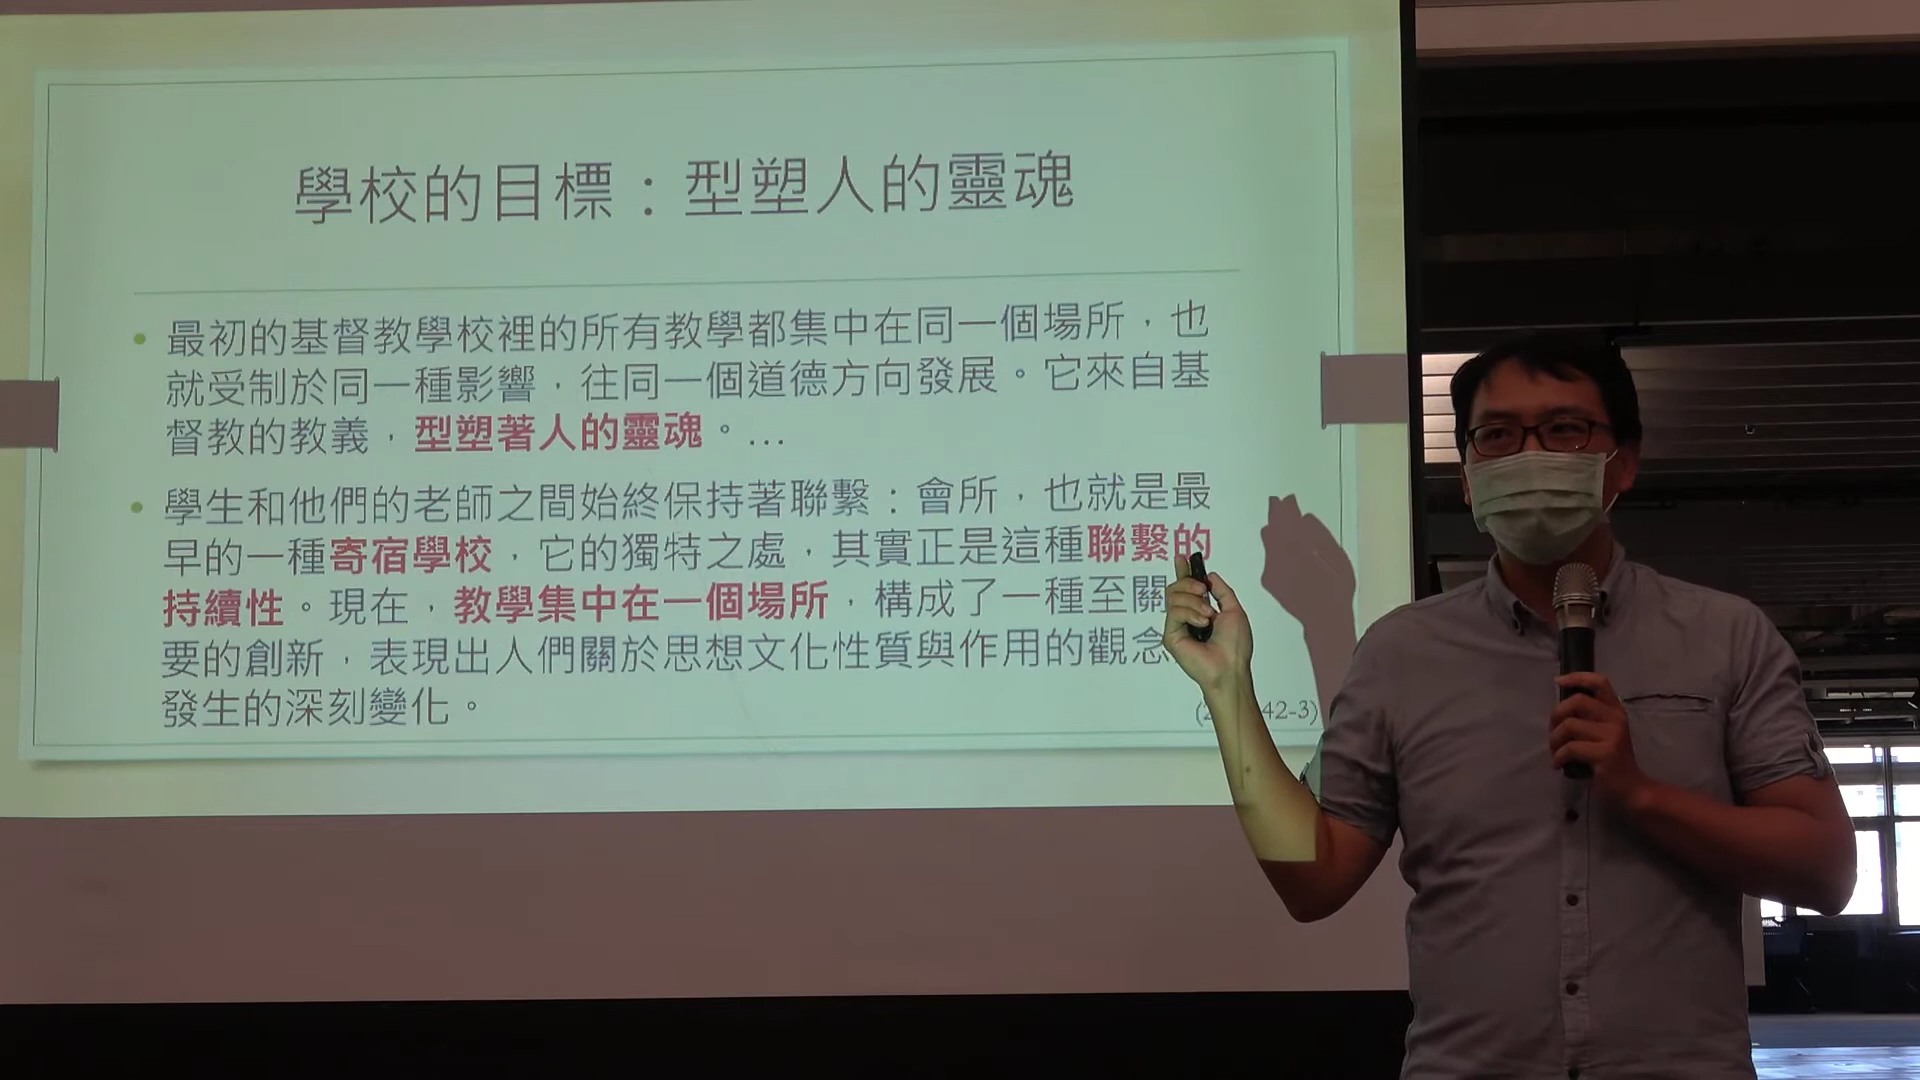 學校的目標：型塑人的靈魂
最初的基督教學校裡的所有教學都集中在同一個場所，也
就受制於同一種影響，往同一個道德方向發展。它來自基
督教的教義，型塑著人的靈魂。…
學生和他們的老師之間始終保持著聯繫：會所，也就是最
早的一種寄宿學校，它的獨特之處，其實正是這種聯繫的
持續性。現在，教學集中在一個場所，構成了一種至關
要的創新，表現出人們關於思想文化性質與作用的觀念
發生的深刻變化。
42-3)